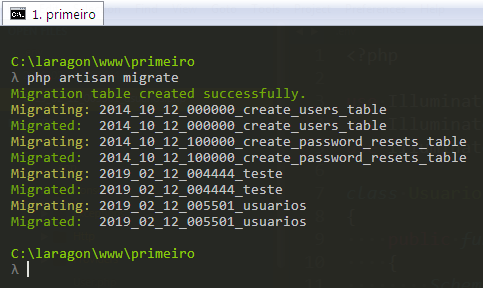 1. primeiro
C:\laragon\www\primeiro
λ php artisan migrate
Migration table created successfully.
Migrating: 2014_10_12_000000_create_users_table
Migrated:  2014_10_12_000000_create_users_table
Migrating: 2014_10_12_100000_create_password_resets_table
Migrated:  2014_10_12_100000_create_password_resets_table
Migrating: 2019_02_12_004444_teste
Migrated:  2019_02_12_004444_teste
Migrating: 2019_02_12_005501_usuarios
Migrated:  2019_02_12_005501_usuarios
C:\laragon\www\primeiro
λ